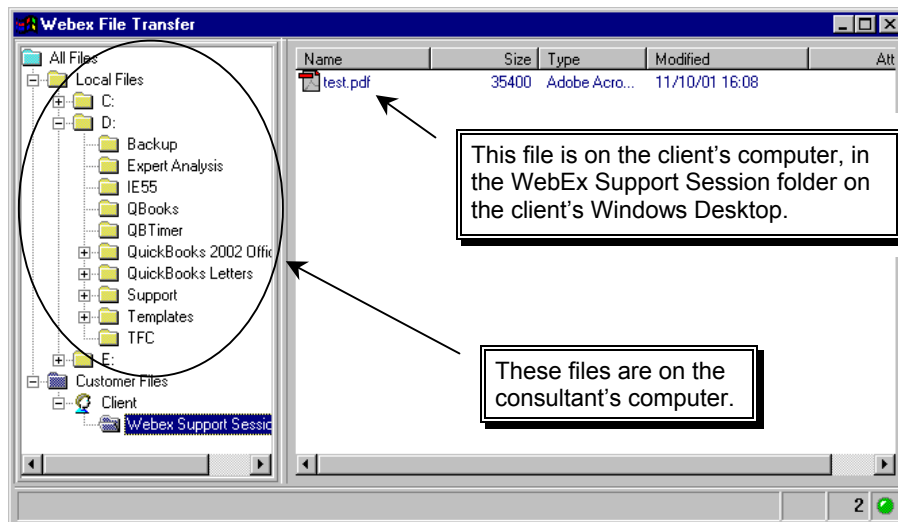 Webex File Transfer
All Files
Local Files
C:
D:
Backup
Expert Analysis
IE55
QBooks
QBTimer
QuickBooks 2002 Offic
QuickBooks Letters
Support
Templates
TFC
E:
Customer Files
Client
Webex Support Sessio
Name Size Type Modified Att
test.pdf 35400 Adobe Acro... 11/10/01 16:08
This file is on the client's computer, in
the WebEx Support Session folder on
the client's Windows Desktop.
These files are on the
consultant's computer.
2